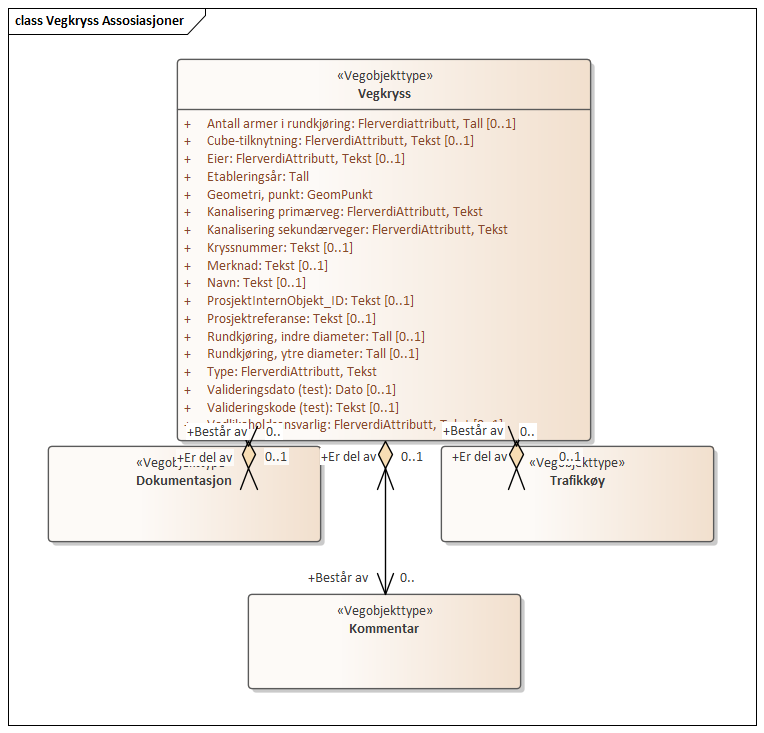 class Vegkryss Assosiasjoner
«Vegobjekttype»
Vegkryss
+ Antall armer i rundkjøring: Flerverdiattributt, Tall [0..1]
+ Cube-tilknytning: FlerverdiAttributt, Tekst [0..1]
+ Eier: FlerverdiAttributt, Tekst [0..1]
+ Etableringsår: Tall
+ Geometri, punkt: GeomPunkt
+ Kanalisering primærveg: FlerverdiAttributt, Tekst
+ Kanalisering sekundærveger: FlerverdiAttributt, Tekst
+ Kryssnummer: Tekst [0..1]
+ Merknad: Tekst [0..1]
+ Navn: Tekst [0..1]
+ ProsjektInternObjekt_ID: Tekst [0..1]
+ Prosjektreferanse: Tekst [0..1]
+ Rundkjøring, indre diameter: Tall [0..1]
+ Rundkjøring, ytre diameter: Tall [0..1]
+ Type: FlerverdiAttributt, Tekst
+ Valideringsdato (test): Dato [0..1]
+ Valideringskode (test): Tekst [0..1]
+ Vedlikeholdsansvarlig: FlerverdiAttributt, Tekst [0..1]
+Består av 0.. +Består av 0..
+Er del av 0..1 +Er del av 0..1 +Er del av 0..1
«Vegobjekttype» «Vegobjekttype»
Dokumentasjon Trafikkøy
+Består av 0..
«Vegobjekttype»
Kommentar